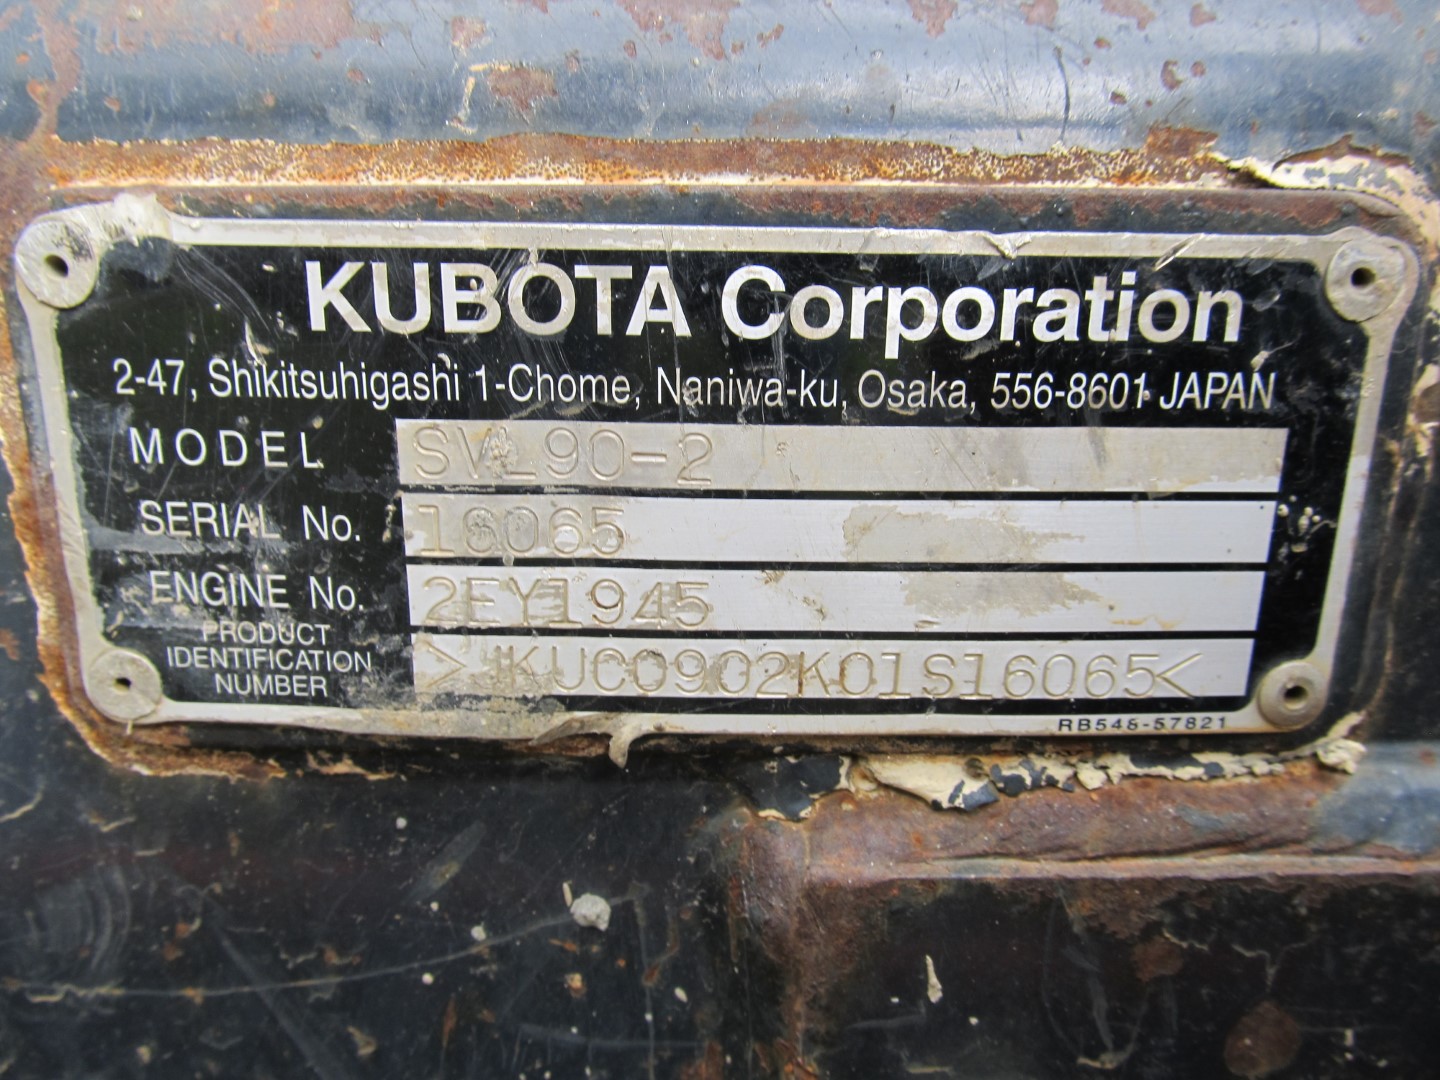 KUBOTA Corporation
2-47, Shikitsuhigashi 1-Chome, Naniwa-ku, Osaka, 556-8601 JAPAN
MODEL SVL90-2
SERIAL No. 16065
ENGINE No. 2EY1945
PRODUCT
IDENTIFICATION
NUMBER
>JKUC0902K01S16065<
RB548-57821